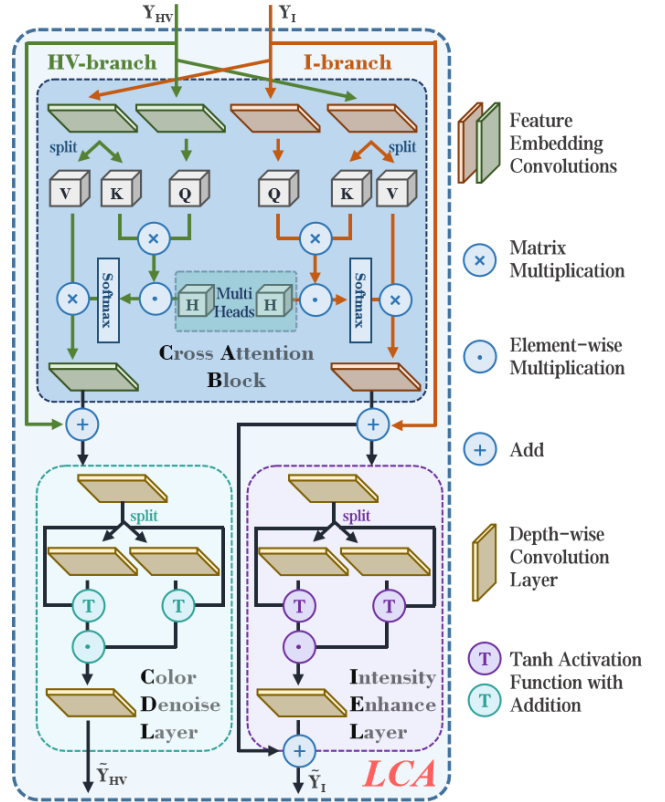 Y_HV
Y_I
HV-branch
I-branch
split
split
V
K
Q
Q
K
V
Softmax
H
Multi
Heads
H
Softmax
Cross Attention
Block
split
split
T
T
T
T
Color
Denoise
Layer
Intensity
Enhance
Layer
Ỹ_HV
Ỹ_I
LCA
Feature
Embedding
Convolutions
Matrix
Multiplication
Element-wise
Multiplication
Add
Depth-wise
Convolution
Layer
T
Tanh Activation
Function with
Addition
T